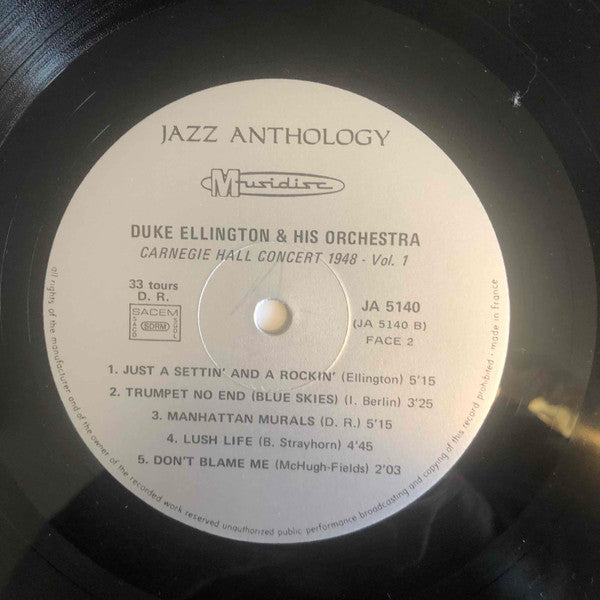 JAZZ ANTHOLOGY
Musidisc
DUKE ELLINGTON & HIS ORCHESTRA
CARNEGIE HALL CONCERT 1948 - Vol. 1
33 tours
D. R.
SACEM
SACD SDRM SGDL
JA 5140
(JA 5140 B)
FACE 2
1. JUST A SETTIN' AND A ROCKIN' (Ellington) 5'15
2. TRUMPET NO END (BLUE SKIES) (I. Berlin) 3'25
3. MANHATTAN MURALS (D. R.) 5'15
4. LUSH LIFE (B. Strayhorn) 4'45
5. DON'T BLAME ME (McHugh-Fields) 2'03
all rights of the manufacturer and of the owner of the recorded work reserved unauthorized public performance broadcasting and copying of this record prohibited - made in france